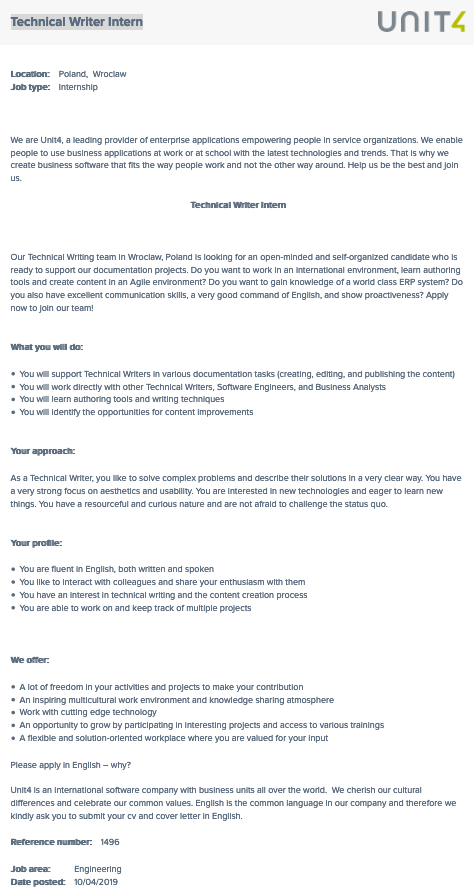 Technical Writer Intern
UNIT4
Location: Poland, Wroclaw
Job type: Internship
We are Unit4, a leading provider of enterprise applications empowering people in service organizations. We enable
people to use business applications at work or at school with the latest technologies and trends. That is why we
create business software that fits the way people work and not the other way around. Help us be the best and join
us.
Technical Writer Intern
Our Technical Writing team in Wroclaw, Poland is looking for an open-minded and self-organized candidate who is
ready to support our documentation projects. Do you want to work in an international environment, learn authoring
tools and create content in an Agile environment? Do you want to gain knowledge of a world class ERP system? Do
you also have excellent communication skills, a very good command of English, and show proactiveness? Apply
now to join our team!
What you will do:
• You will support Technical Writers in various documentation tasks (creating, editing, and publishing the content)
• You will work directly with other Technical Writers, Software Engineers, and Business Analysts
• You will learn authoring tools and writing techniques
• You will identify the opportunities for content improvements
Your approach:
As a Technical Writer, you like to solve complex problems and describe their solutions in a very clear way. You have
a very strong focus on aesthetics and usability. You are interested in new technologies and eager to learn new
things. You have a resourceful and curious nature and are not afraid to challenge the status quo.
Your profile:
• You are fluent in English, both written and spoken
• You like to interact with colleagues and share your enthusiasm with them
• You have an interest in technical writing and the content creation process
• You are able to work on and keep track of multiple projects
We offer:
• A lot of freedom in your activities and projects to make your contribution
• An inspiring multicultural work environment and knowledge sharing atmosphere
• Work with cutting edge technology
• An opportunity to grow by participating in interesting projects and access to various trainings
• A flexible and solution-oriented workplace where you are valued for your input
Please apply in English – why?
Unit4 is an international software company with business units all over the world. We cherish our cultural
differences and celebrate our common values. English is the common language in our company and therefore we
kindly ask you to submit your cv and cover letter in English.
Reference number: 1496
Job area: Engineering
Date posted: 10/04/2019